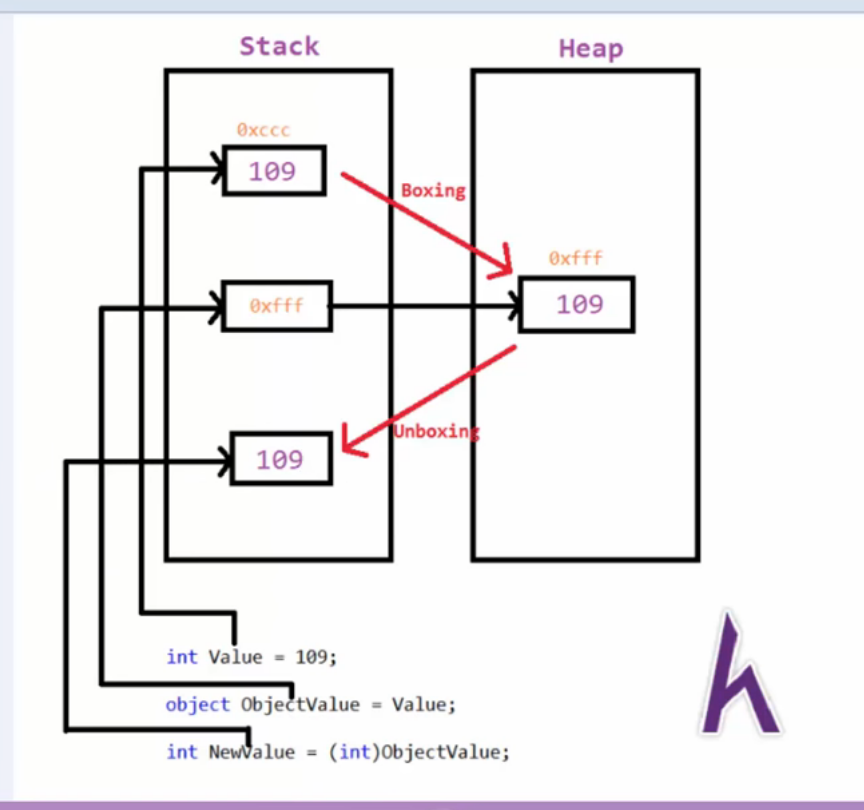 Stack
Heap
0xccc
109
Boxing
0xfff
0xfff
109
109
Unboxing
int Value = 109;
object ObjectValue = Value;
int NewValue = (int)ObjectValue;